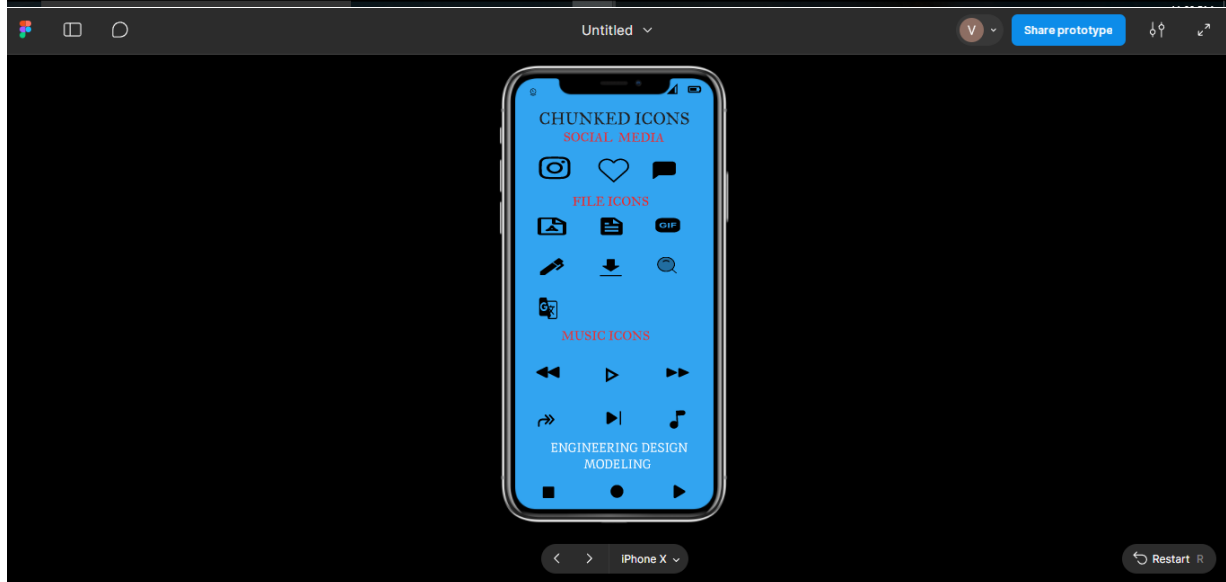 Untitled
V
Share prototype
CHUNKED ICONS
SOCIAL MEDIA
FILE ICONS
GIF
G
MUSIC ICONS
ENGINEERING DESIGN
MODELING
iPhone X
Restart R